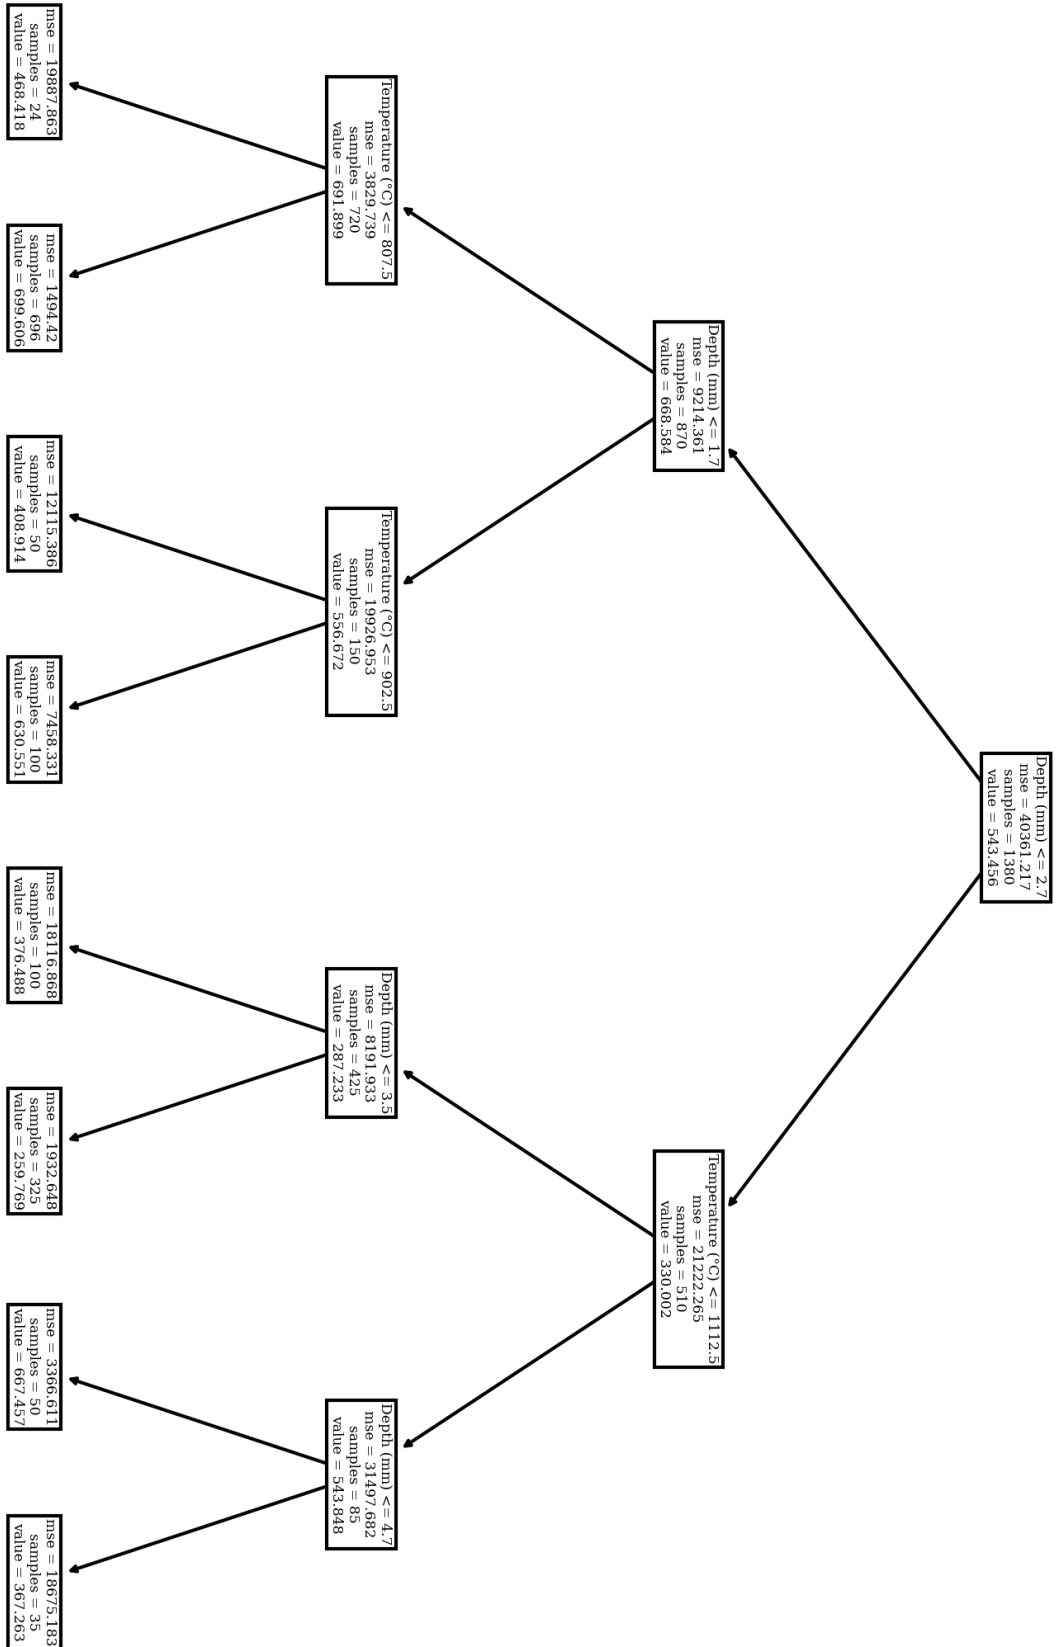 Depth (mm) <= 2.7
mse = 40361.217
samples = 1380
value = 543.456
Depth (mm) <= 1.7
mse = 9214.361
samples = 870
value = 668.584
Temperature (°C) <= 1112.5
mse = 21222.265
samples = 510
value = 330.002
Temperature (°C) <= 807.5
mse = 3829.739
samples = 720
value = 691.899
Temperature (°C) <= 902.5
mse = 19926.953
samples = 150
value = 556.672
Depth (mm) <= 3.5
mse = 8191.933
samples = 425
value = 287.233
Depth (mm) <= 4.7
mse = 31497.682
samples = 85
value = 543.848
mse = 19887.863
samples = 24
value = 468.418
mse = 1494.42
samples = 696
value = 699.606
mse = 12115.386
samples = 50
value = 408.914
mse = 7458.331
samples = 100
value = 630.551
mse = 18116.868
samples = 100
value = 376.488
mse = 1932.648
samples = 325
value = 259.769
mse = 3366.611
samples = 50
value = 667.457
mse = 18675.183
samples = 35
value = 367.263